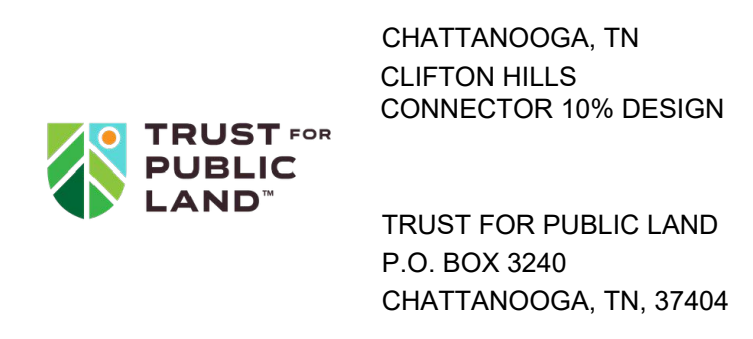 CHATTANOOGA, TN
CLIFTON HILLS
CONNECTOR 10% DESIGN
TRUST FOR
PUBLIC
LAND™
TRUST FOR PUBLIC LAND
P.O. BOX 3240
CHATTANOOGA, TN, 37404